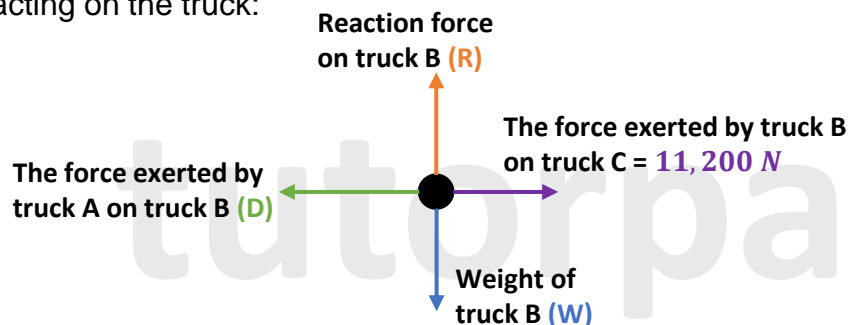 acting on the truck:
Reaction force
on truck B (R)
The force exerted by truck B
on truck C = 11,200 N
The force exerted by
truck A on truck B (D)
tutorpa
Weight of
truck B (W)